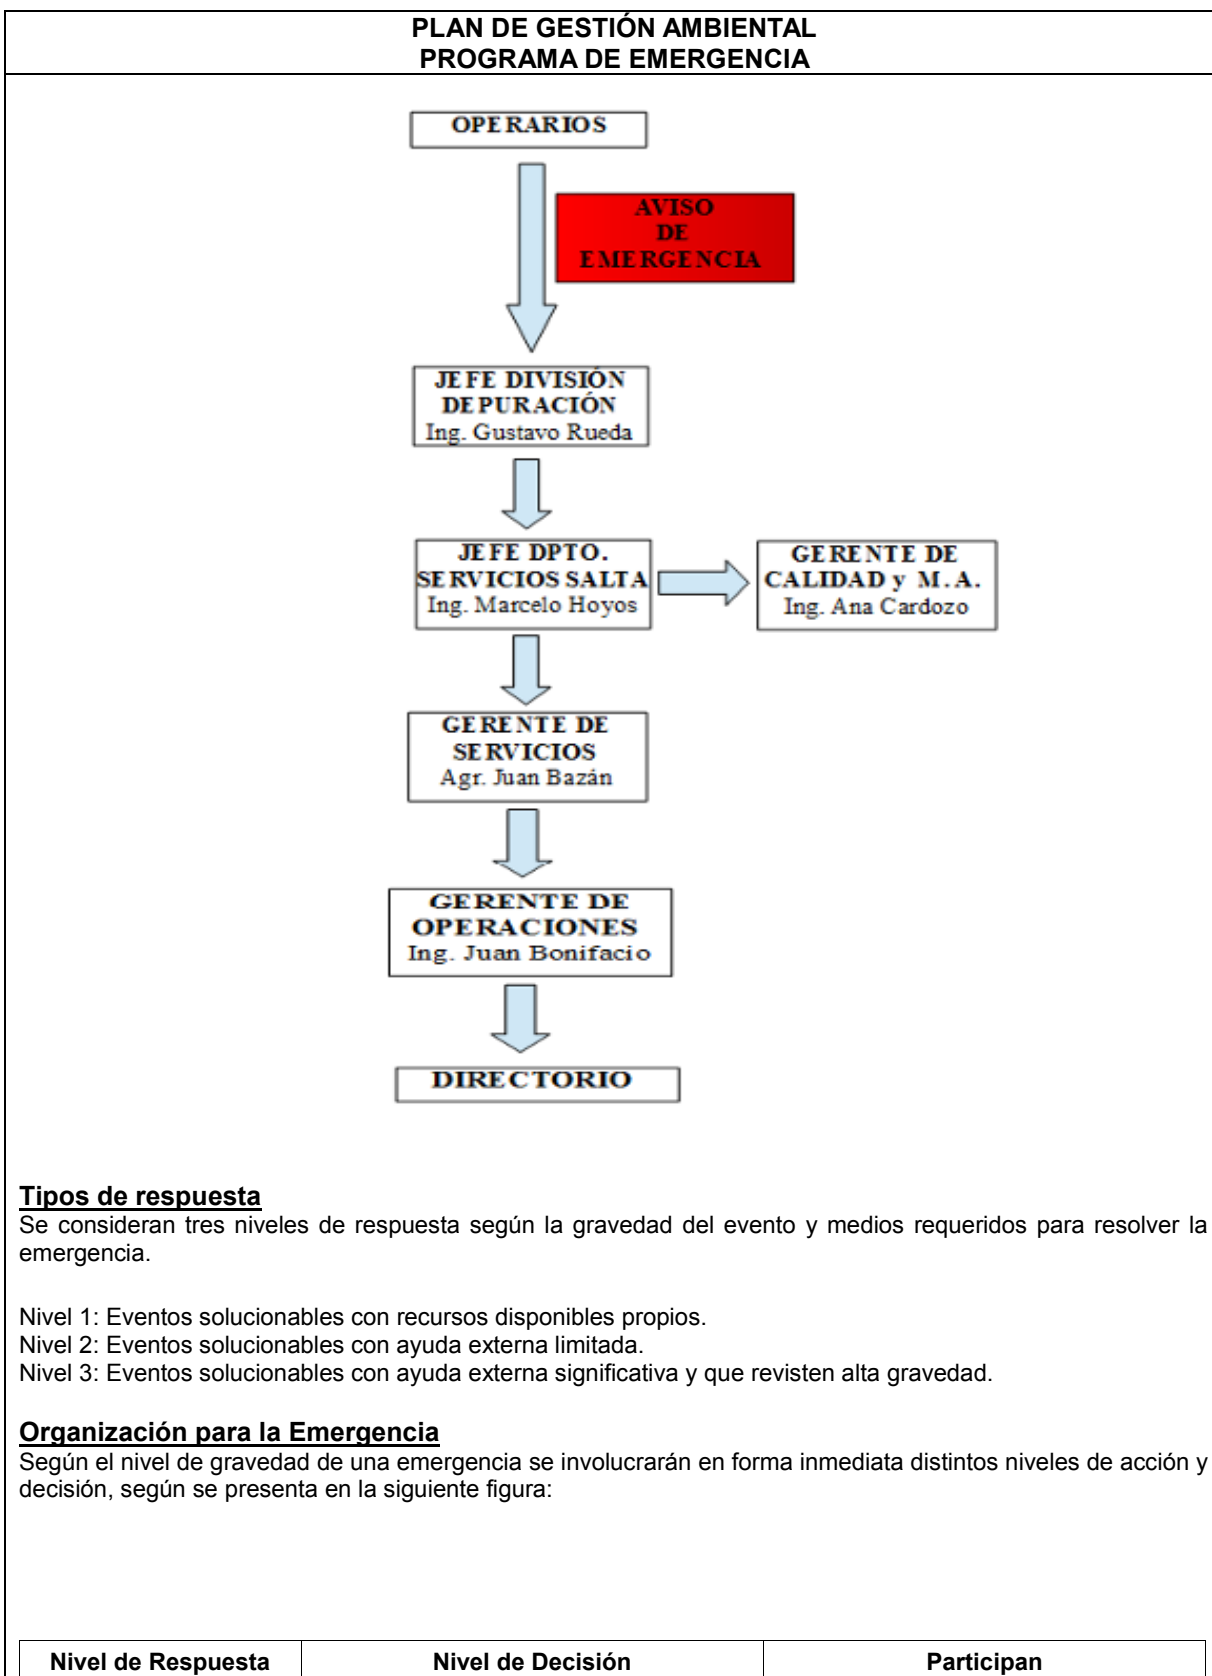 PLAN DE GESTIÓN AMBIENTAL
PROGRAMA DE EMERGENCIA
OPERARIOS
AVISO
DE
EMERGENCIA
JEFE DIVISIÓN
DEPURACIÓN
Ing. Gustavo Rueda
JEFE DPTO.
SERVICIOS SALTA
Ing. Marcelo Hoyos
GERENTE DE
CALIDAD y M.A.
Ing. Ana Cardozo
GERENTE DE
SERVICIOS
Agr. Juan Bazán
GERENTE DE
OPERACIONES
Ing. Juan Bonifacio
DIRECTORIO
Tipos de respuesta
Se consideran tres niveles de respuesta según la gravedad del evento y medios requeridos para resolver la
emergencia.
Nivel 1: Eventos solucionables con recursos disponibles propios.
Nivel 2: Eventos solucionables con ayuda externa limitada.
Nivel 3: Eventos solucionables con ayuda externa significativa y que revisten alta gravedad.
Organización para la Emergencia
Según el nivel de gravedad de una emergencia se involucrarán en forma inmediata distintos niveles de acción y
decisión, según se presenta en la siguiente figura:
Nivel de Respuesta Nivel de Decisión Participan